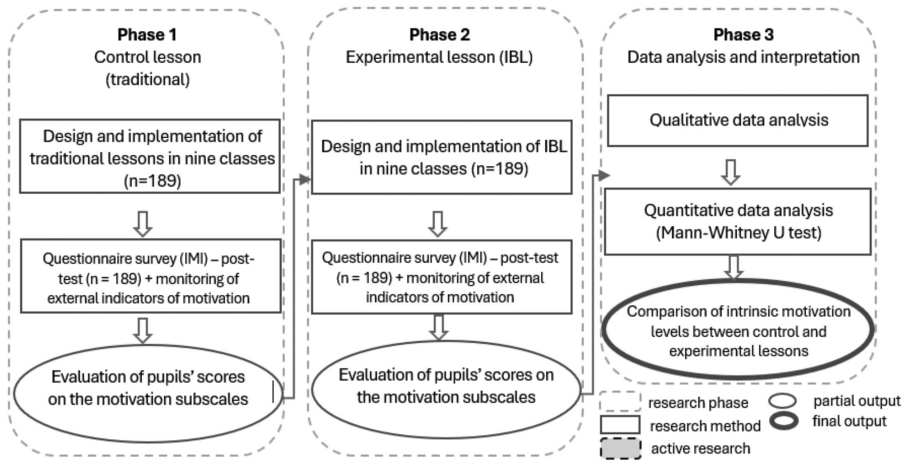 Phase 1
Control lesson
(traditional)
Design and implementation of
traditional lessons in nine classes
(n=189)
Questionnaire survey (IMI) – post-
test (n = 189) + monitoring of
external indicators of motivation
Evaluation of pupils’ scores
on the motivation subscales
Phase 2
Experimental lesson (IBL)
Design and implementation of IBL
in nine classes (n=189)
Questionnaire survey (IMI) – post-test
(n = 189) + monitoring of external
indicators of motivation
Evaluation of pupils’ scores on
the motivation subscales
Phase 3
Data analysis and interpretation
Qualitative data analysis
Quantitative data analysis
(Mann-Whitney U test)
Comparison of intrinsic motivation
levels between control and
experimental lessons
research phase
research method
active research
partial output
final output